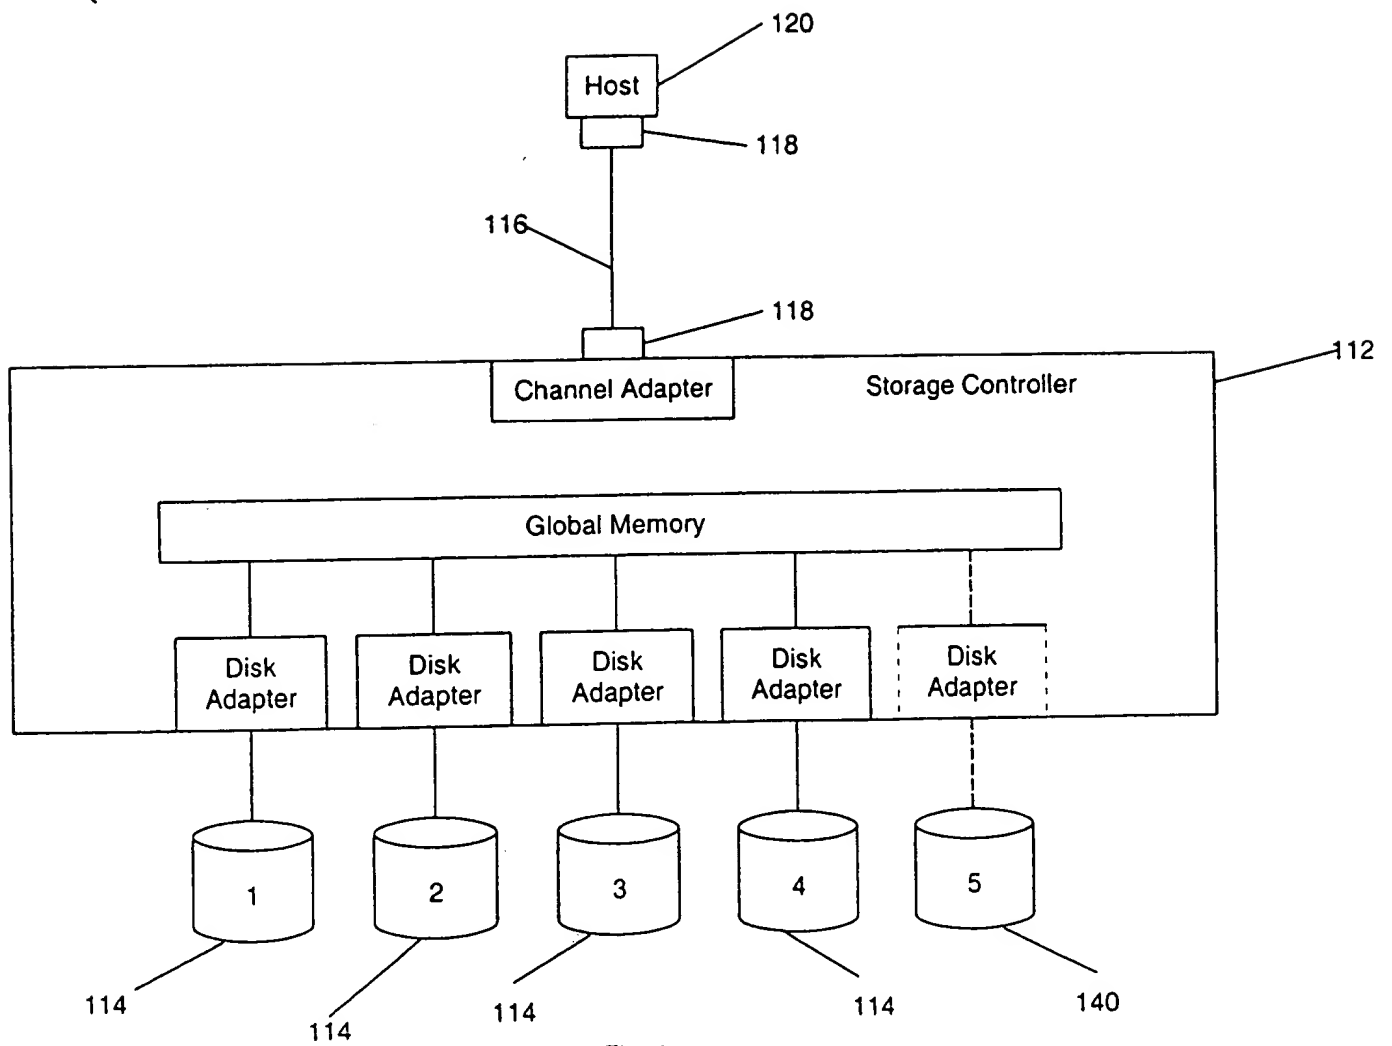 120
Host
118
116
118
112
Channel Adapter
Storage Controller
Global Memory
Disk
Adapter
Disk
Adapter
Disk
Adapter
Disk
Adapter
Disk
Adapter
1
2
3
4
5
114
114
114
114
140